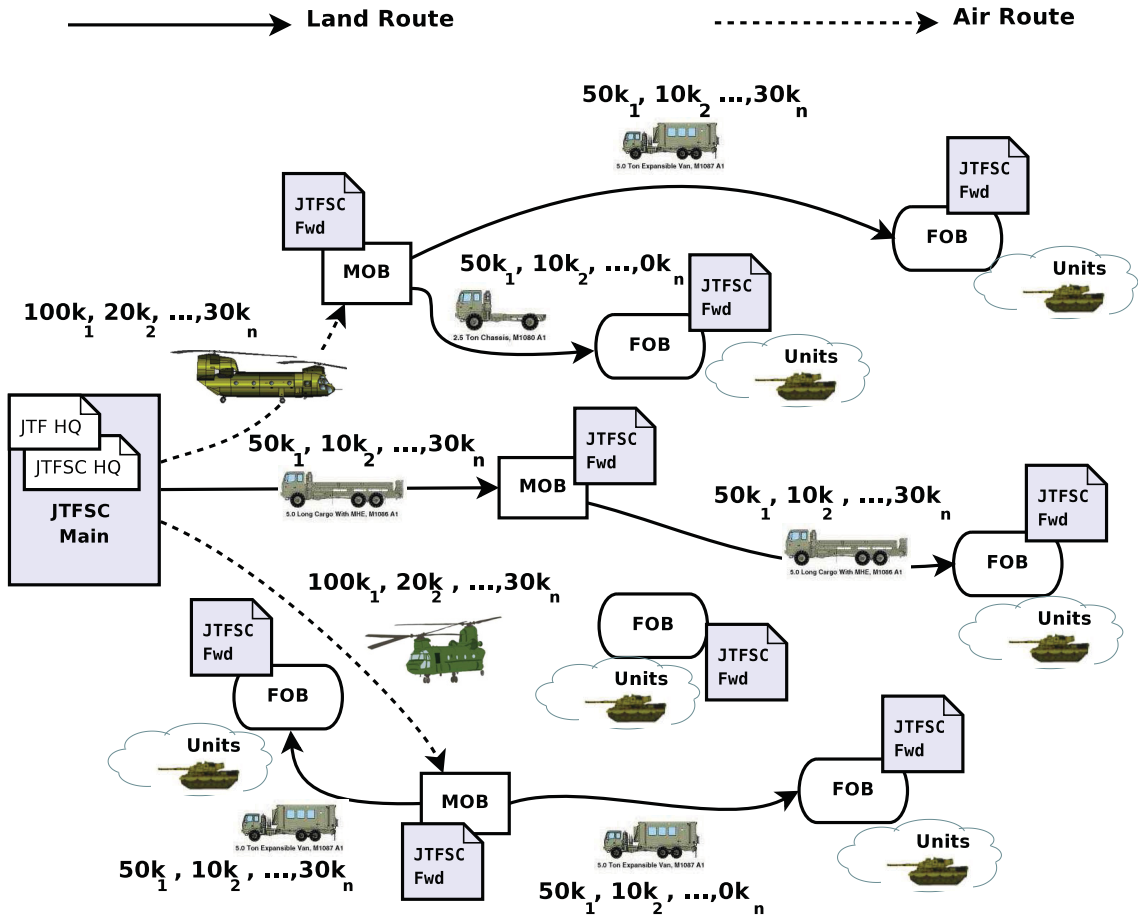 Land Route
Air Route
50k1, 10k2 ...,30kn
5.0 Ton Expansible Van, M1087 A1
JTFSC
Fwd
FOB
Units
JTFSC
Fwd
MOB
50k1, 10k2, ...,0kn
2.5 Ton Chassis, M1080 A1
JTFSC
Fwd
FOB
Units
100k1, 20k2, ...,30kn
JTF HQ
JTFSC HQ
JTFSC
Main
50k1, 10k2, ...,30kn
5.0 Long Cargo With MHE, M1086 A1
JTFSC
Fwd
MOB
50k1, 10k2, ...,30kn
5.0 Long Cargo With MHE, M1086 A1
JTFSC
Fwd
FOB
Units
100k1, 20k2, ...,30kn
JTFSC
Fwd
FOB
Units
FOB
JTFSC
Fwd
Units
JTFSC
Fwd
FOB
Units
MOB
JTFSC
Fwd
5.0 Ton Expansible Van, M1087 A1
50k1, 10k2, ...,30kn
5.0 Ton Expansible Van, M1087 A1
50k1, 10k2, ...,0kn